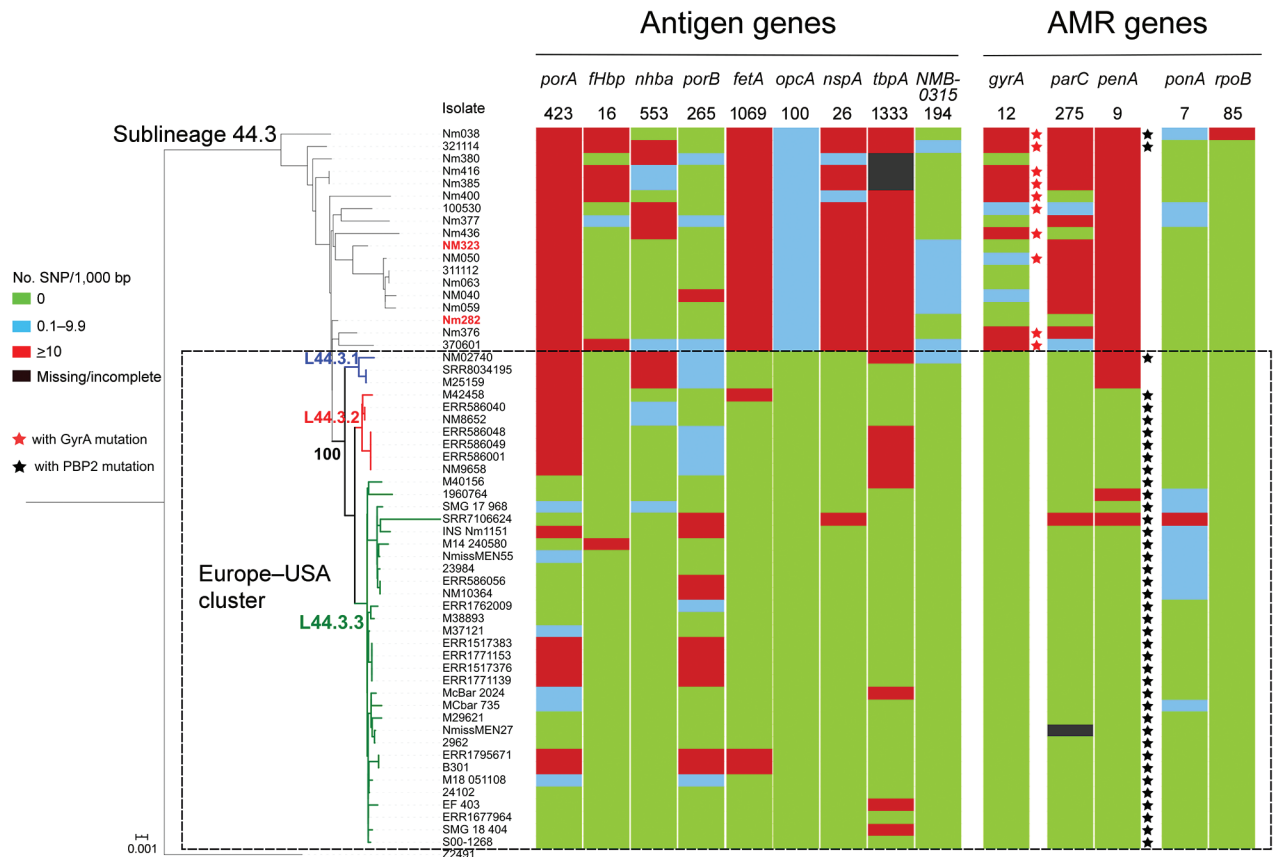 Antigen genes
AMR genes
porA fHbp nhba porB fetA opcA nspA tbpA NMB-0315 gyrA parC penA ponA rpoB
Isolate 423 16 553 265 1069 100 26 1333 194 12 275 9 7 85
Sublineage 44.3
Nm038
321114
Nm380
Nm416
Nm385
Nm400
100530
Nm377
Nm436
NM323
NM050
311112
Nm063
NM040
Nm059
Nm282
Nm376
370601
No. SNP/1,000 bp
0
0.1–9.9
≥10
Missing/incomplete
with GyrA mutation
with PBP2 mutation
L44.3.1
L44.3.2
100
Europe–USA
cluster
L44.3.3
NM02740
SRR8034195
M25159
M42458
ERR586040
NM8652
ERR586048
ERR586049
ERR586001
NM9658
M40156
1960764
SMG 17 968
SRR7106624
INS Nm1151
M14 240580
NmissMEN55
23984
ERR586056
NM10364
ERR1762009
M38893
M37121
ERR1517383
ERR1771153
ERR1517376
ERR1771139
McBar 2024
MCbar 735
M29621
NmissMEN27
2962
ERR1795671
B301
M18 051108
24102
EF 403
ERR1677964
SMG 18 404
S00-1268
Z2491
0.001